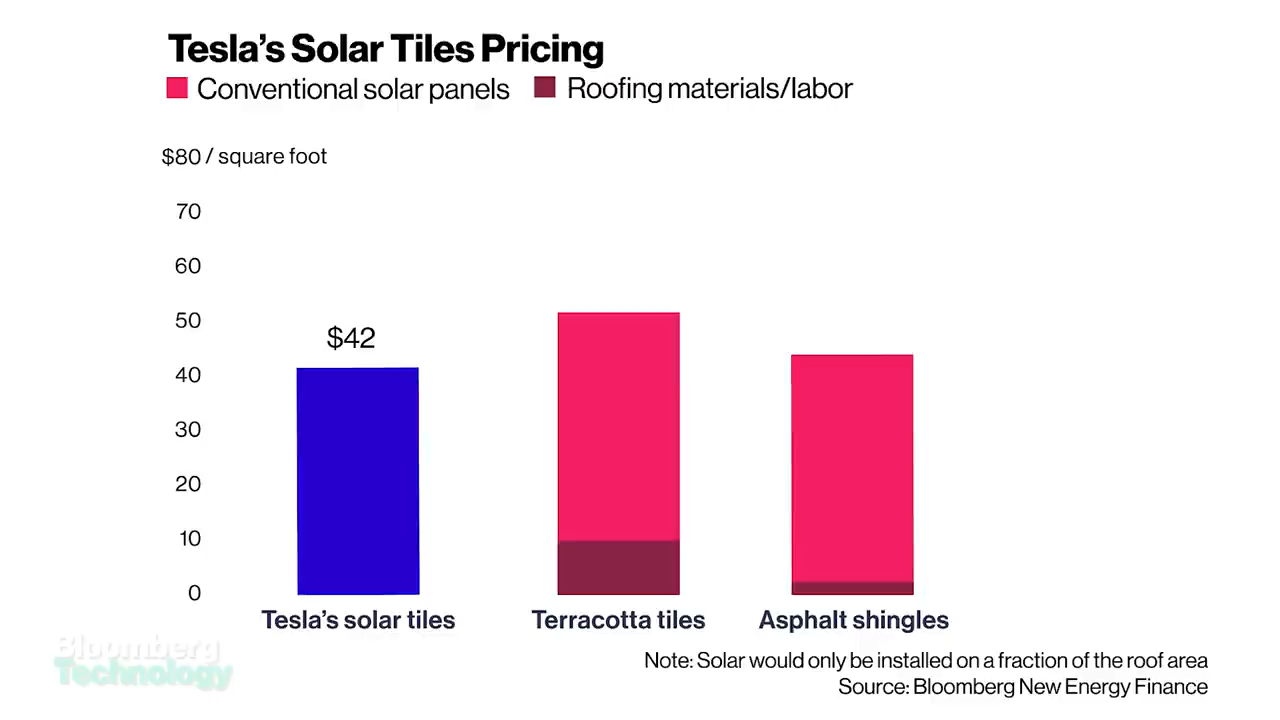 Tesla’s Solar Tiles Pricing
Conventional solar panels Roofing materials/labor
$80 / square foot
70
60
50
$42
40
30
20
10
0
Tesla’s solar tiles Terracotta tiles Asphalt shingles
Note: Solar would only be installed on a fraction of the roof area
Source: Bloomberg New Energy Finance
Bloomberg
Technology